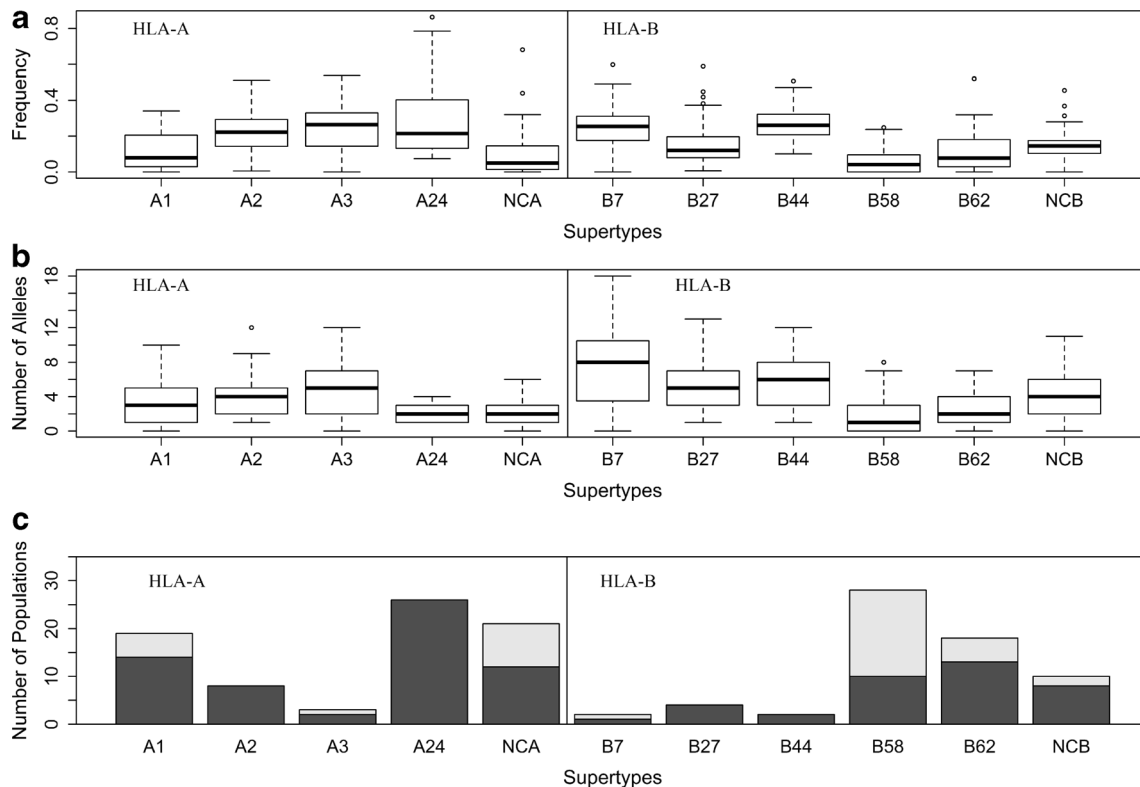 a
HLA-A
HLA-B
Frequency
0.8
0.4
0.0
A1 A2 A3 A24 NCA B7 B27 B44 B58 B62 NCB
Supertypes
b
HLA-A
HLA-B
Number of Alleles
18
12
8
4
0
A1 A2 A3 A24 NCA B7 B27 B44 B58 B62 NCB
Supertypes
c
HLA-A
HLA-B
Number of Populations
30
20
10
0
A1 A2 A3 A24 NCA B7 B27 B44 B58 B62 NCB
Supertypes